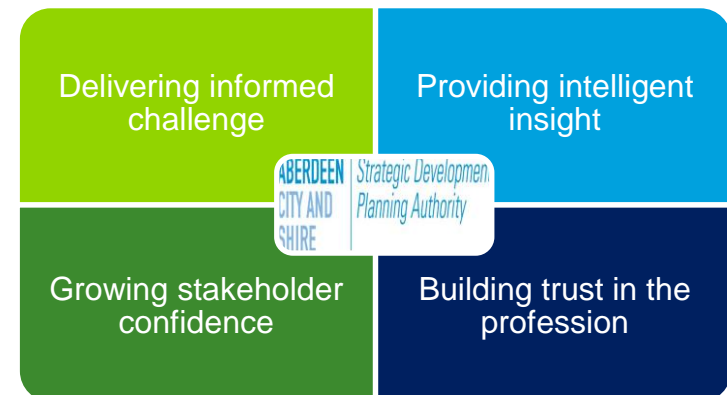 Delivering informed
challenge
Providing intelligent
insight
ABERDEEN
CITY AND
SHIRE
Strategic Developmen
Planning Authority
Growing stakeholder
confidence
Building trust in the
profession